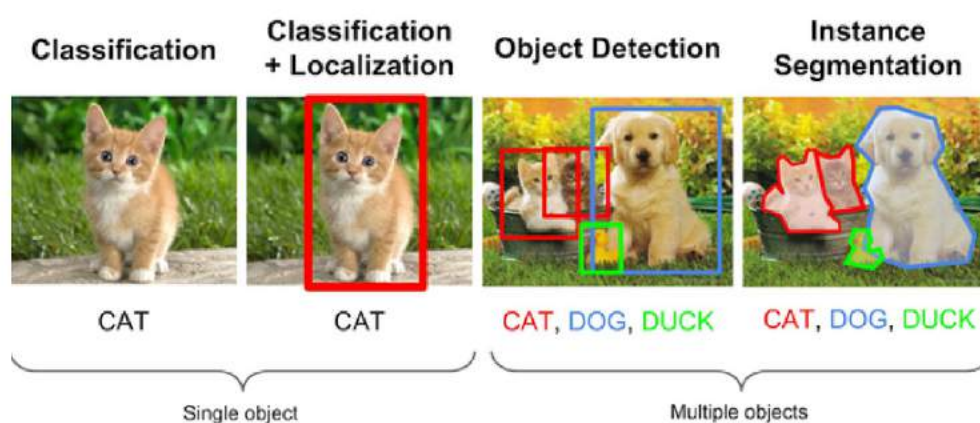 Classification
Classification
+ Localization
Object Detection
Instance
Segmentation
CAT
CAT
CAT, DOG, DUCK
CAT, DOG, DUCK
Single object
Multiple objects